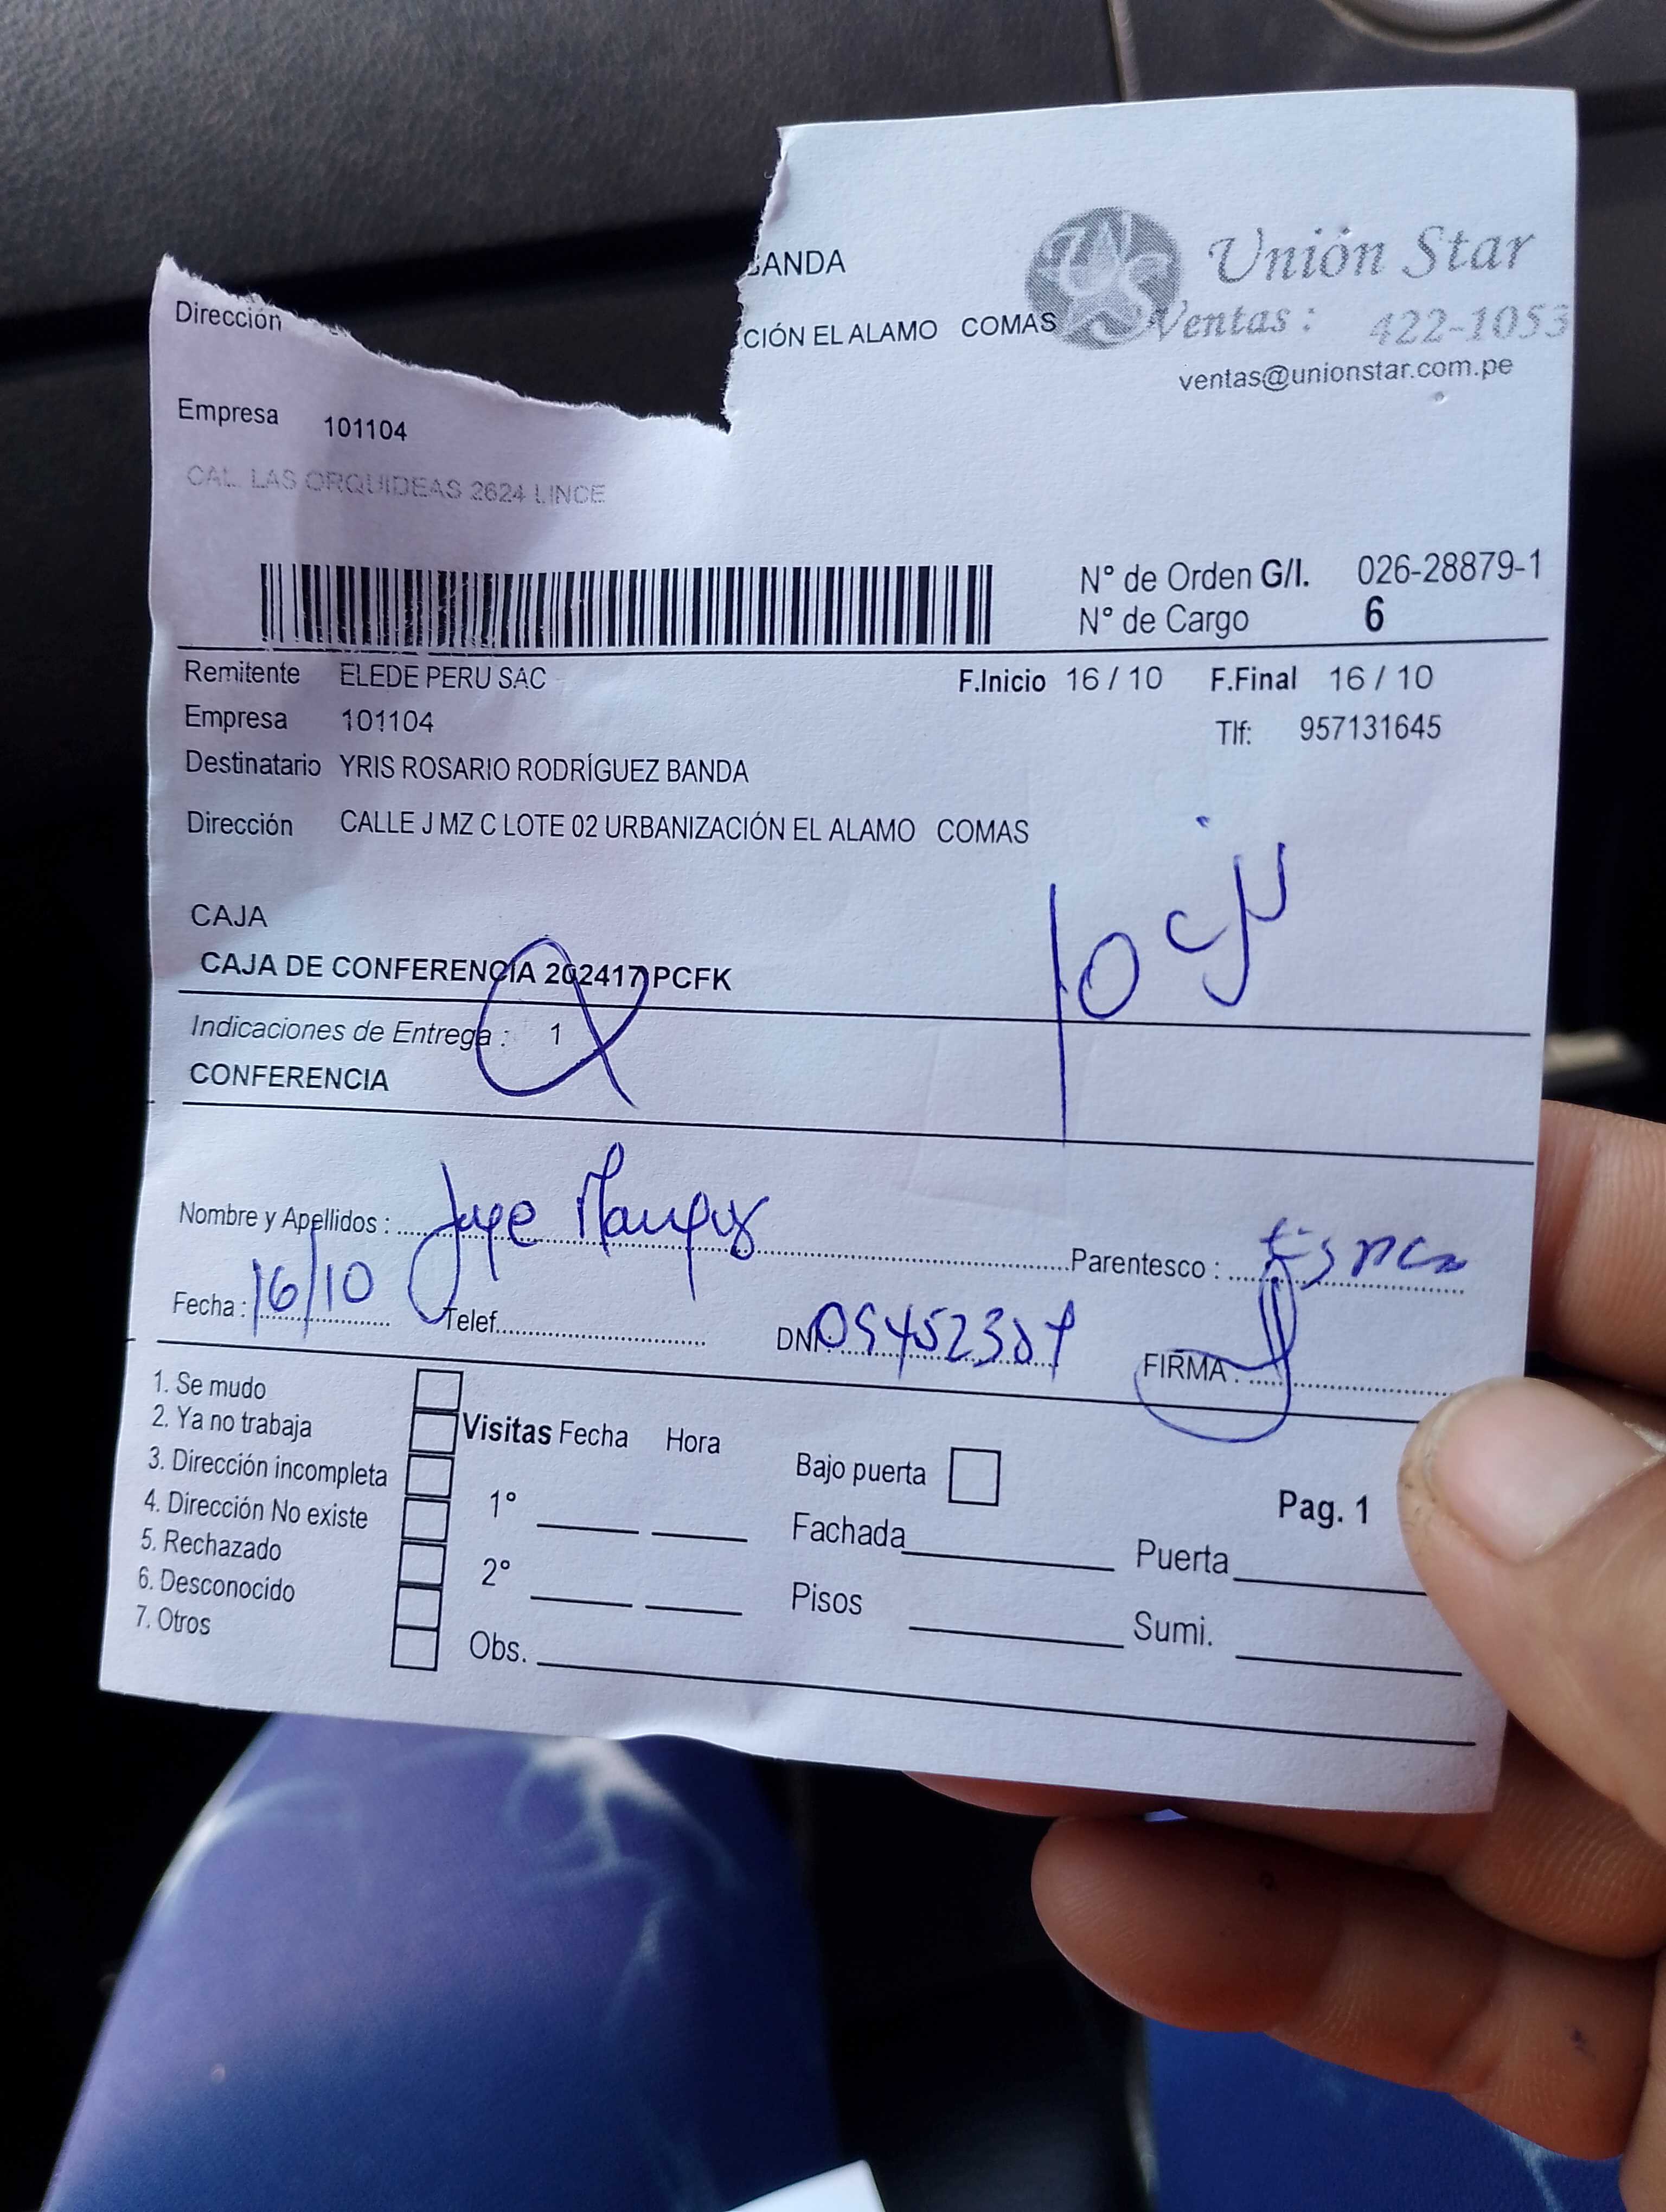 BANDA
Dirección CIÓN EL ALAMO COMAS
Unión Star
Ventas : 422-1053
ventas@unionstar.com.pe
Empresa 101104
CAL. LAS ORQUIDEAS 2624 LINCE
N° de Orden G/I. 026-28879-1
N° de Cargo 6
Remitente ELEDE PERU SAC F.Inicio 16 / 10 F.Final 16 / 10
Empresa 101104 Tlf: 957131645
Destinatario YRIS ROSARIO RODRÍGUEZ BANDA
Dirección CALLE J MZ C LOTE 02 URBANIZACIÓN EL ALAMO COMAS
CAJA
CAJA DE CONFERENCIA 202417 PCFK
Indicaciones de Entrega : 1
CONFERENCIA
Nombre y Apellidos : Parentesco :
Fecha : 16/10 Telef. DNI FIRMA :
1. Se mudo
2. Ya no trabaja
3. Dirección incompleta
4. Dirección No existe
5. Rechazado
6. Desconocido
7. Otros
Visitas Fecha Hora
1°
2°
Obs.
Bajo puerta
Fachada Puerta
Pisos Sumi.
Pag. 1